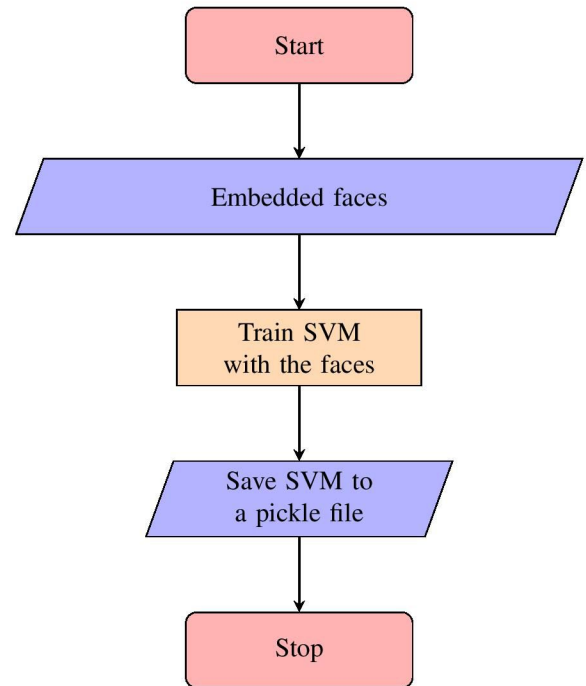 Start
Embedded faces
Train SVM
with the faces
Save SVM to
a pickle file
Stop